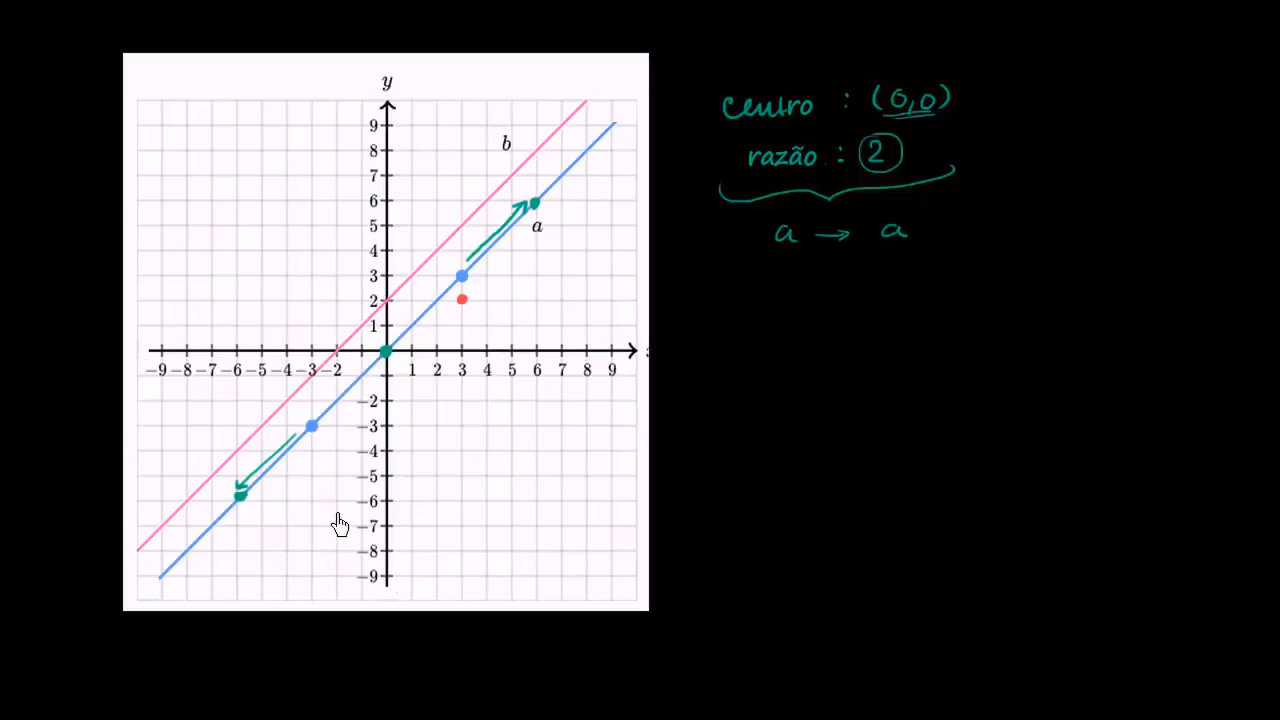 y
9
8
7
6
5
4
3
2
1
−9 −8 −7 −6 −5 −4 −3 −2 1 2 3 4 5 6 7 8 9
−2
−3
−4
−5
−6
−7
−8
−9
b
a
centro : (0,0)
razão : 2
a → a